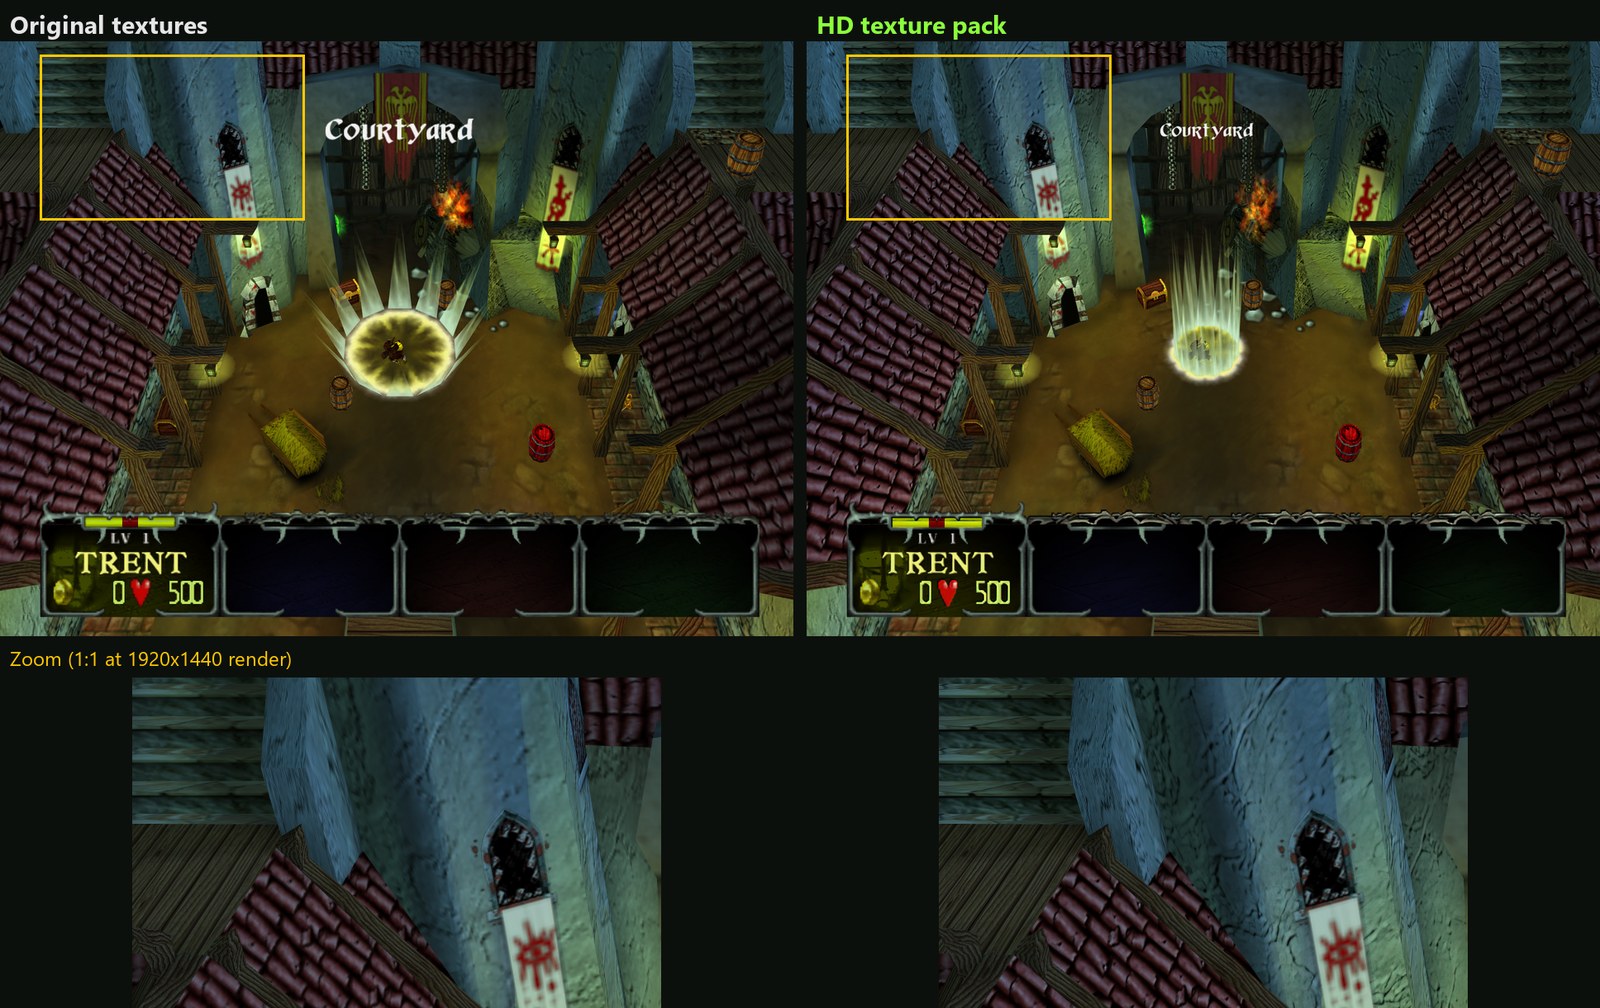 Original textures
HD texture pack
Courtyard
Courtyard
LV 1
TRENT
0 500
LV 1
TRENT
0 500
Zoom (1:1 at 1920x1440 render)